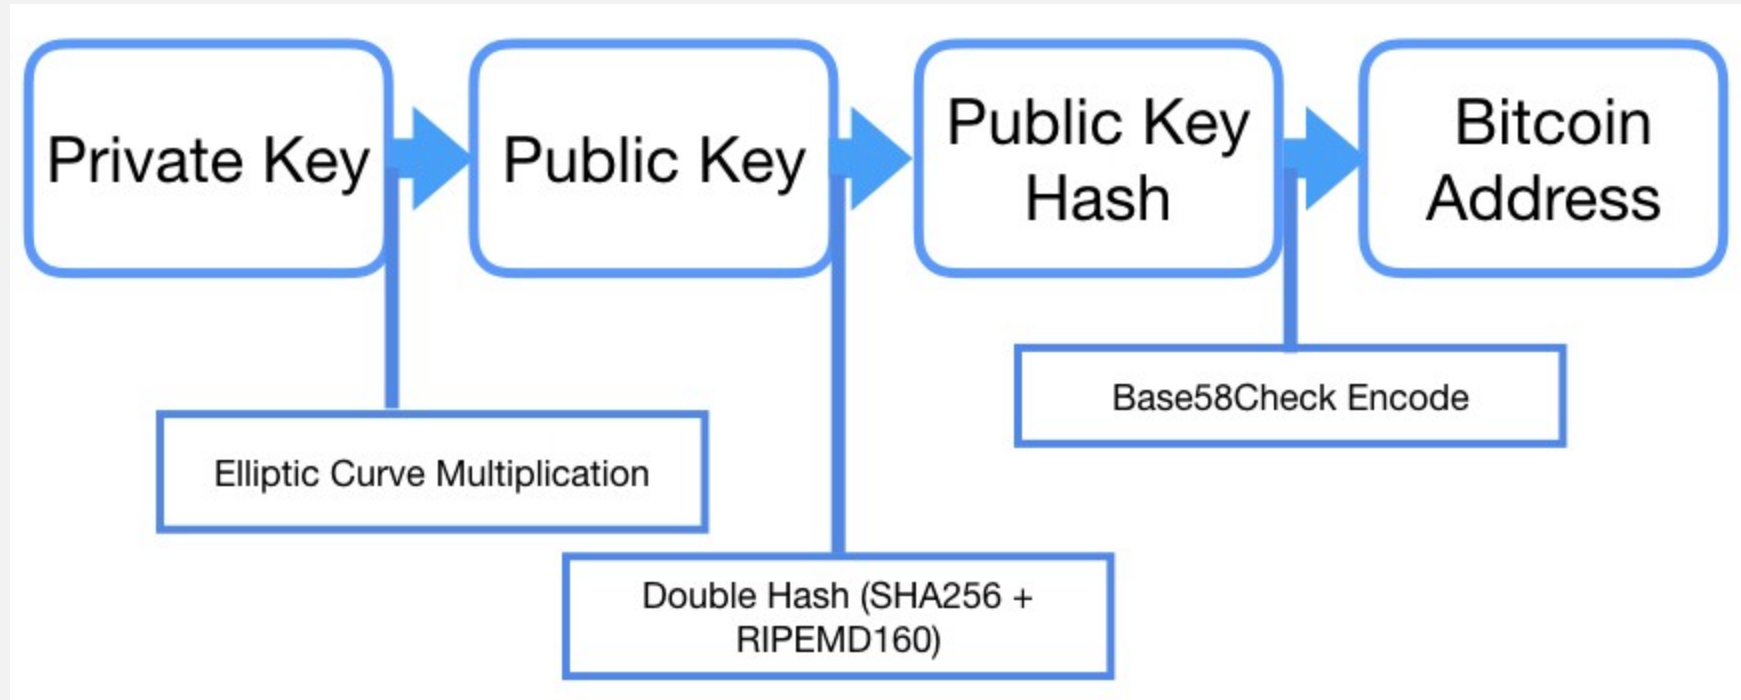 Private Key
Public Key
Public Key
Hash
Bitcoin
Address
Base58Check Encode
Elliptic Curve Multiplication
Double Hash (SHA256 +
RIPEMD160)